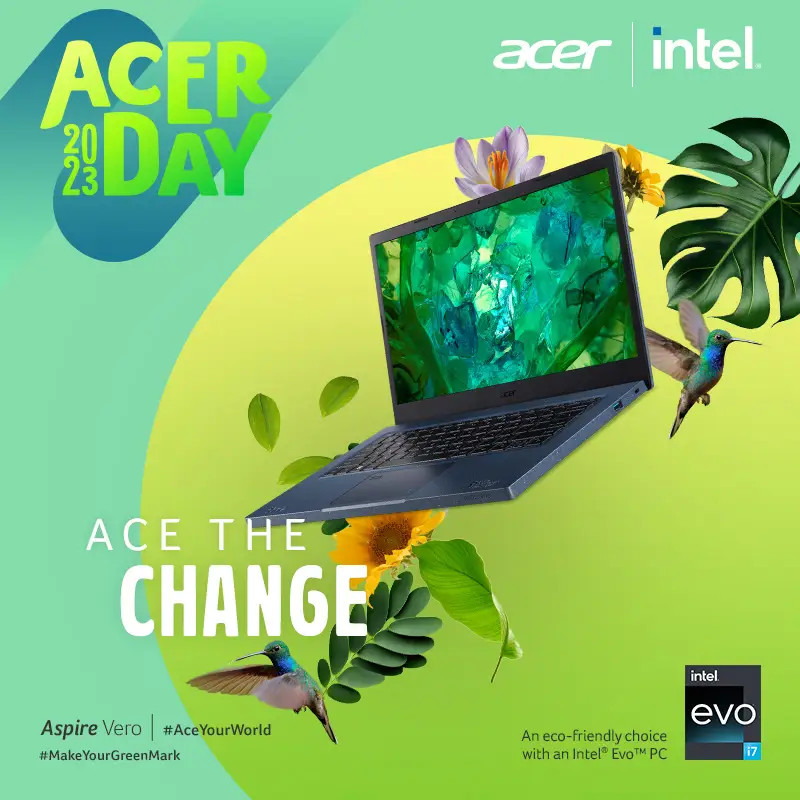 ACER
2023
DAY
acer
intel.
acer
ACE THE
CHANGE
Aspire Vero | #AceYourWorld
#MakeYourGreenMark
An eco-friendly choice
with an Intel® Evo™ PC
intel.
evo
i7